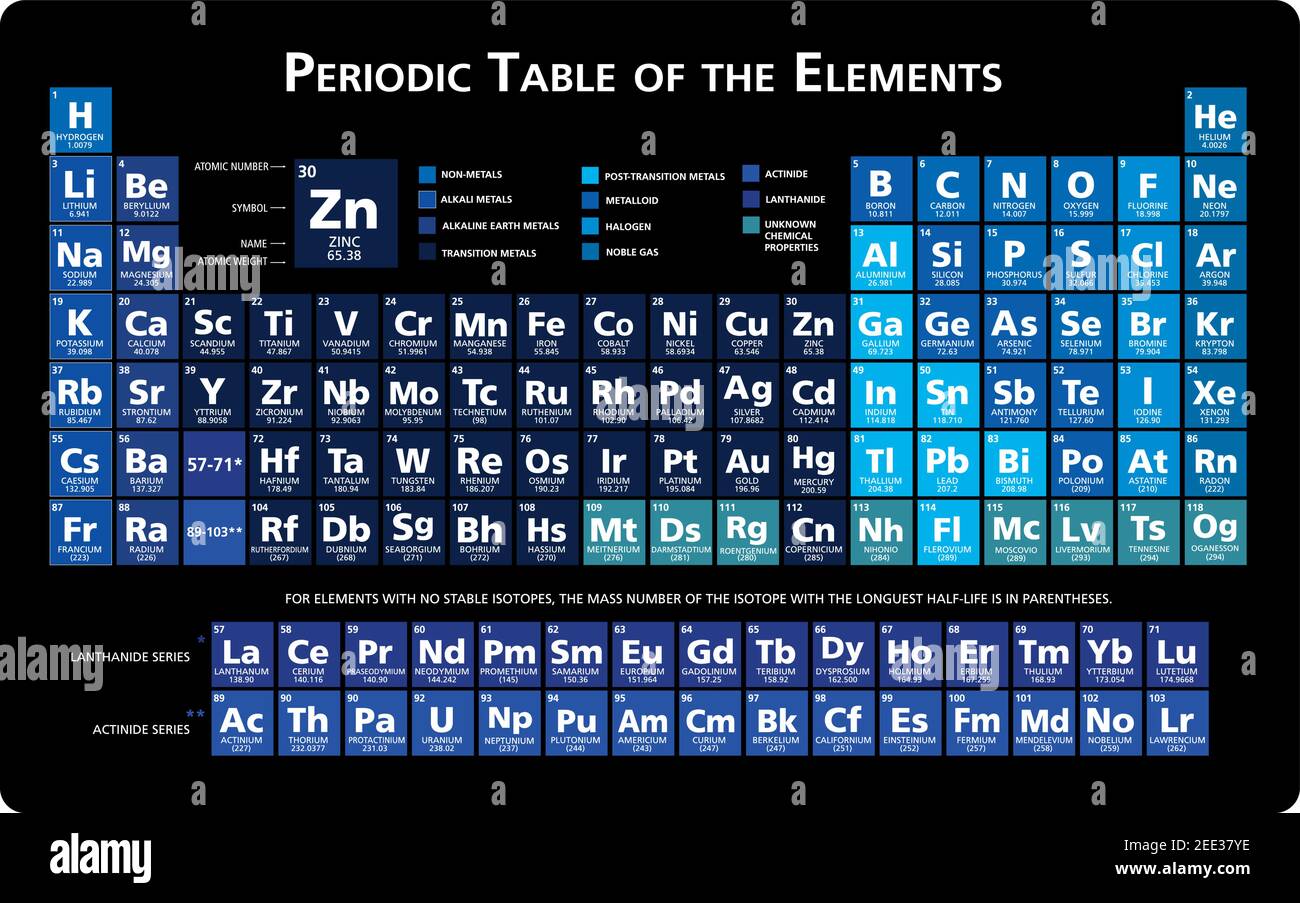 PERIODIC TABLE OF THE ELEMENTS
1
H
HYDROGEN
1.0079
2
He
HELIUM
4.0026
3
Li
LITHIUM
6.941
4
Be
BERYLLIUM
9.0122
ATOMIC NUMBER
SYMBOL
NAME
ATOMIC WEIGHT
30
Zn
ZINC
65.38
NON-METALS
ALKALI METALS
ALKALINE EARTH METALS
TRANSITION METALS
POST-TRANSITION METALS
METALLOID
HALOGEN
NOBLE GAS
ACTINIDE
LANTHANIDE
UNKNOWN
CHEMICAL
PROPERTIES
5
B
BORON
10.811
6
C
CARBON
12.011
7
N
NITROGEN
14.007
8
O
OXYGEN
15.999
9
F
FLUORINE
18.998
10
Ne
NEON
20.1797
11
Na
SODIUM
22.989
12
Mg
MAGNESIUM
24.305
13
Al
ALUMINIUM
26.981
14
Si
SILICON
28.085
15
P
PHOSPHORUS
30.974
16
S
SULFUR
32.066
17
Cl
CHLORINE
35.453
18
Ar
ARGON
39.948
19
K
POTASSIUM
39.098
20
Ca
CALCIUM
40.078
21
Sc
SCANDIUM
44.955
22
Ti
TITANIUM
47.867
23
V
VANADIUM
50.9415
24
Cr
CHROMIUM
51.9961
25
Mn
MANGANESE
54.938
26
Fe
IRON
55.845
27
Co
COBALT
58.933
28
Ni
NICKEL
58.6934
29
Cu
COPPER
63.546
30
Zn
ZINC
65.38
31
Ga
GALLIUM
69.723
32
Ge
GERMANIUM
72.63
33
As
ARSENIC
74.921
34
Se
SELENIUM
78.971
35
Br
BROMINE
79.904
36
Kr
KRYPTON
83.798
37
Rb
RUBIDIUM
85.467
38
Sr
STRONTIUM
87.62
39
Y
YTTRIUM
88.9058
40
Zr
ZICRONIUM
91.224
41
Nb
NIOBIUM
92.9063
42
Mo
MOLYBDENUM
95.95
43
Tc
TECHNETIUM
(98)
44
Ru
RUTHENIUM
101.07
45
Rh
RHODIUM
102.90
46
Pd
PALLADIUM
106.42
47
Ag
SILVER
107.8682
48
Cd
CADMIUM
112.414
49
In
INDIUM
114.818
50
Sn
TIN
118.710
51
Sb
ANTIMONY
121.760
52
Te
TELLURIUM
127.60
53
I
IODINE
126.90
54
Xe
XENON
131.293
55
Cs
CAESIUM
132.905
56
Ba
BARIUM
137.327
57-71*
72
Hf
HAFNIUM
178.49
73
Ta
TANTALUM
180.94
74
W
TUNGSTEN
183.84
75
Re
RHENIUM
186.207
76
Os
OSMIUM
190.23
77
Ir
IRIDIUM
192.217
78
Pt
PLATINUM
195.084
79
Au
GOLD
196.96
80
Hg
MERCURY
200.59
81
Tl
THALLIUM
204.38
82
Pb
LEAD
207.2
83
Bi
BISMUTH
208.98
84
Po
POLONIUM
(209)
85
At
ASTATINE
(210)
86
Rn
RADON
(222)
87
Fr
FRANCIUM
(223)
88
Ra
RADIUM
(226)
89-103**
104
Rf
RUTHERFORDIUM
(267)
105
Db
DUBNIUM
(268)
106
Sg
SEABORGIUM
(271)
107
Bh
BOHRIUM
(272)
108
Hs
HASSIUM
(270)
109
Mt
MEITNERIUM
(276)
110
Ds
DARMSTADTIUM
(281)
111
Rg
ROENTGENIUM
(280)
112
Cn
COPERNICIUM
(285)
113
Nh
NIHONIO
(284)
114
Fl
FLEROVIUM
(289)
115
Mc
MOSCOVIO
(289)
116
Lv
LIVERMORIUM
(293)
117
Ts
TENNESINE
(294)
118
Og
OGANESSON
(294)
FOR ELEMENTS WITH NO STABLE ISOTOPES, THE MASS NUMBER OF THE ISOTOPE WITH THE LONGUEST HALF-LIFE IS IN PARENTHESES.
*
LANTHANIDE SERIES
57
La
LANTHANUM
138.90
58
Ce
CERIUM
140.116
59
Pr
PRASEODYMIUM
140.90
60
Nd
NEODYMIUM
144.242
61
Pm
PROMETHIUM
(145)
62
Sm
SAMARIUM
150.36
63
Eu
EUROPIUM
151.964
64
Gd
GADOLINIUM
157.25
65
Tb
TERIBIUM
158.92
66
Dy
DYSPROSIUM
162.500
67
Ho
HOLMIUM
164.93
68
Er
ERBIUM
167.259
69
Tm
THULIUM
168.93
70
Yb
YTTERBIUM
173.054
71
Lu
LUTETIUM
174.9668
**
ACTINIDE SERIES
89
Ac
ACTINIUM
(227)
90
Th
THORIUM
232.0377
90
Pa
PROTACTINIUM
231.03
92
U
URANIUM
238.02
93
Np
NEPTUNIUM
(237)
94
Pu
PLUTONIUM
(244)
95
Am
AMERICIUM
(243)
96
Cm
CURIUM
(247)
97
Bk
BERKELIUM
(247)
98
Cf
CALIFORNIUM
(251)
99
Es
EINSTEINIUM
(252)
100
Fm
FERMIUM
(257)
101
Md
MENDELEVIUM
(258)
102
No
NOBELIUM
(259)
103
Lr
LAWRENCIUM
(262)
alamy
Image ID: 2EE37YE
www.alamy.com